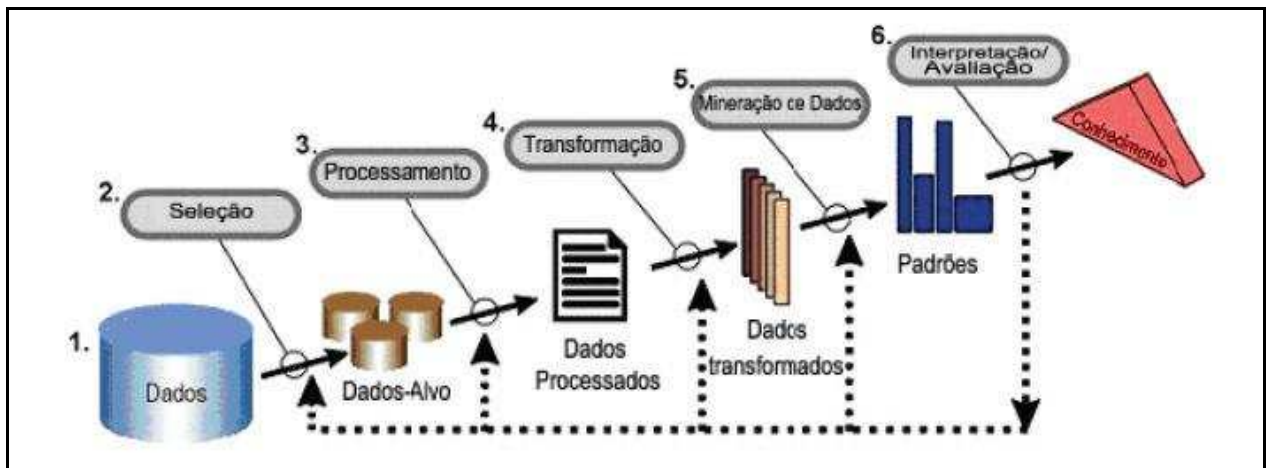 1.
Dados
2.
Seleção
Dados-Alvo
3.
Processamento
Dados
Processados
4.
Transformação
Dados
transformados
5.
Mineração ce Dados
Padrões
6.
Interpretação/
Avaliação
Conhecimento